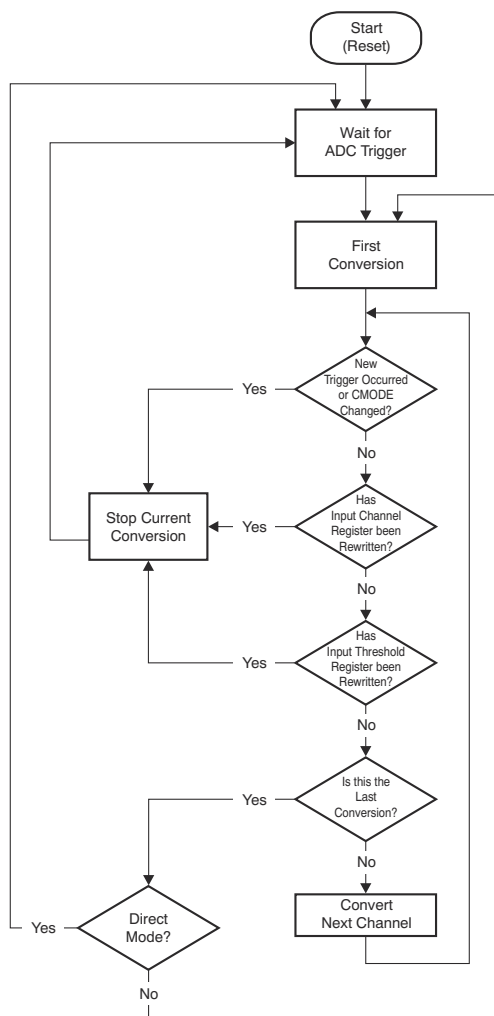 Start
(Reset)
Wait for
ADC Trigger
First
Conversion
New
Trigger Occurred
or CMODE
Changed?
Yes
No
Stop Current
Conversion
Yes
Has
Input Channel
Register been
Rewritten?
No
Yes
Has
Input Threshold
Register been
Rewritten?
No
Yes
Is this the
Last
Conversion?
No
Yes
Direct
Mode?
Convert
Next Channel
No